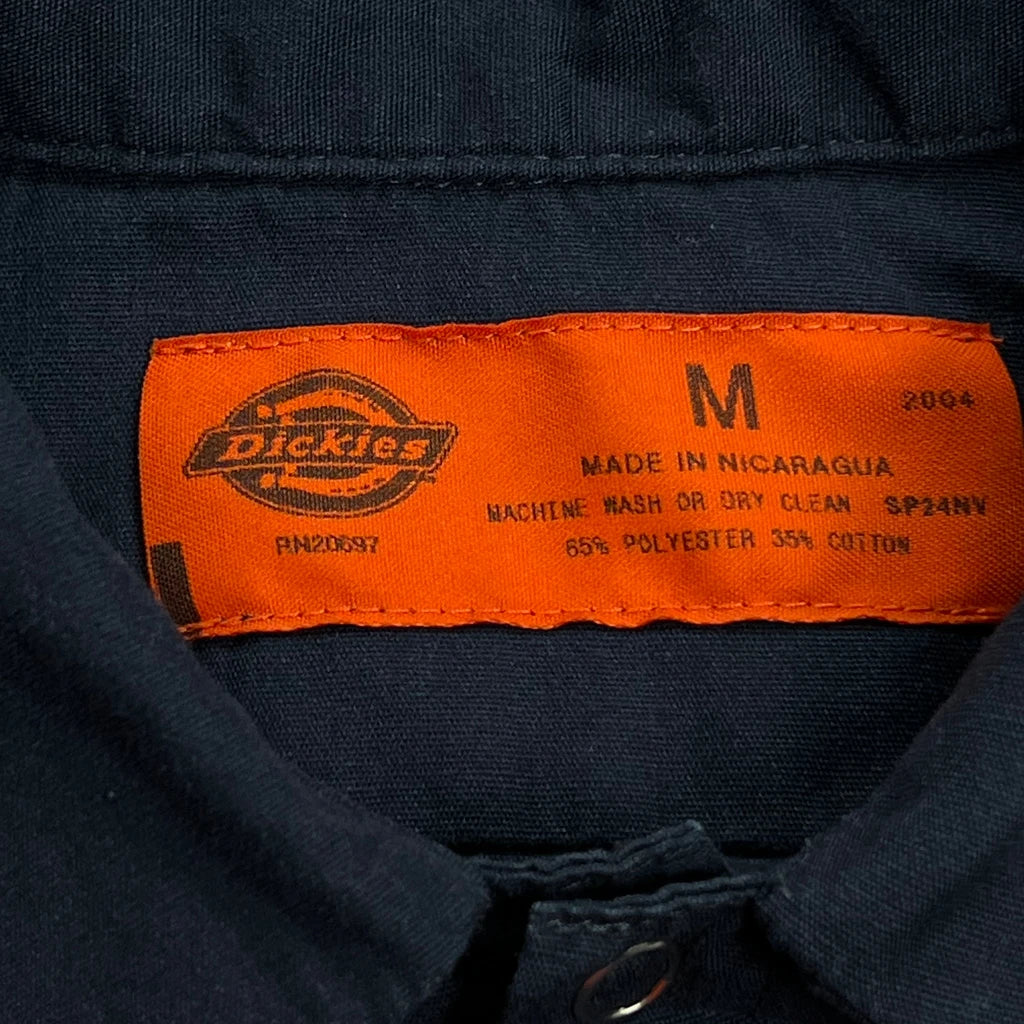 Dickies
RN20697
M
2004
MADE IN NICARAGUA
MACHINE WASH OR DRY CLEAN SP24NV
65% POLYESTER 35% COTTON